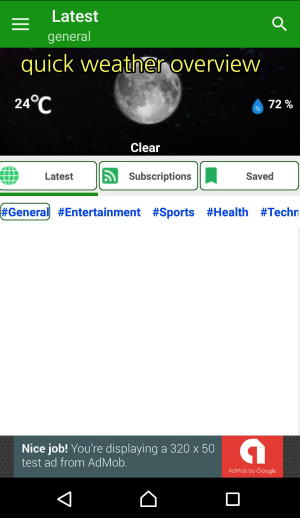 Latest
general
quick weather overview
24°C
72 %
Clear
Latest
Subscriptions
Saved
#General #Entertainment #Sports #Health #Techn
Nice job! You're displaying a 320 x 50
test ad from AdMob.
AdMob by Google